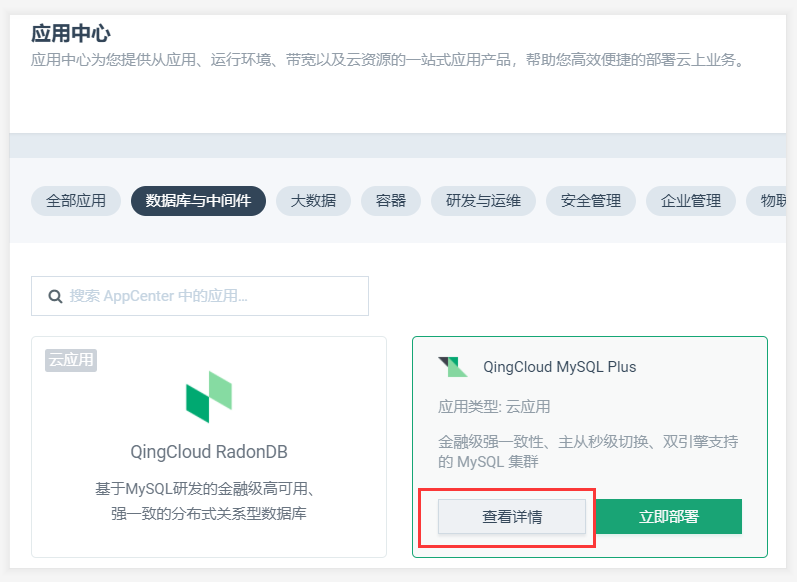 应用中心
应用中心为您提供从应用、运行环境、带宽以及云资源的一站式应用产品，帮助您高效便捷的部署云上业务。
全部应用 数据库与中间件 大数据 容器 研发与运维 安全管理 企业管理 物联
搜索 AppCenter 中的应用...
云应用
QingCloud RadonDB
基于MySQL研发的金融级高可用、
强一致的分布式关系型数据库
QingCloud MySQL Plus
应用类型: 云应用
金融级强一致性、主从秒级切换、双引擎支持
的 MySQL 集群
查看详情 立即部署